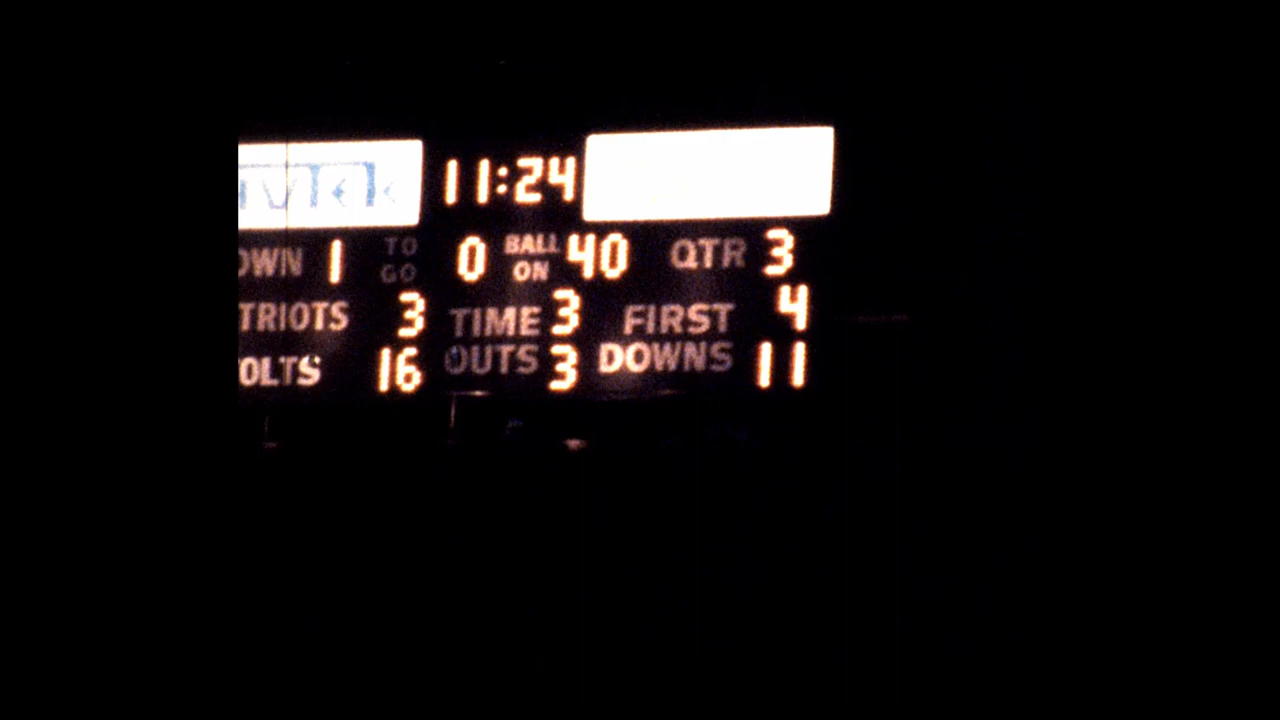 11:24
OWN 1 TO GO 0 BALL ON 40 QTR 3
TRIOTS 3 TIME OUTS 3 FIRST DOWNS 4
OLTS 16 3 11